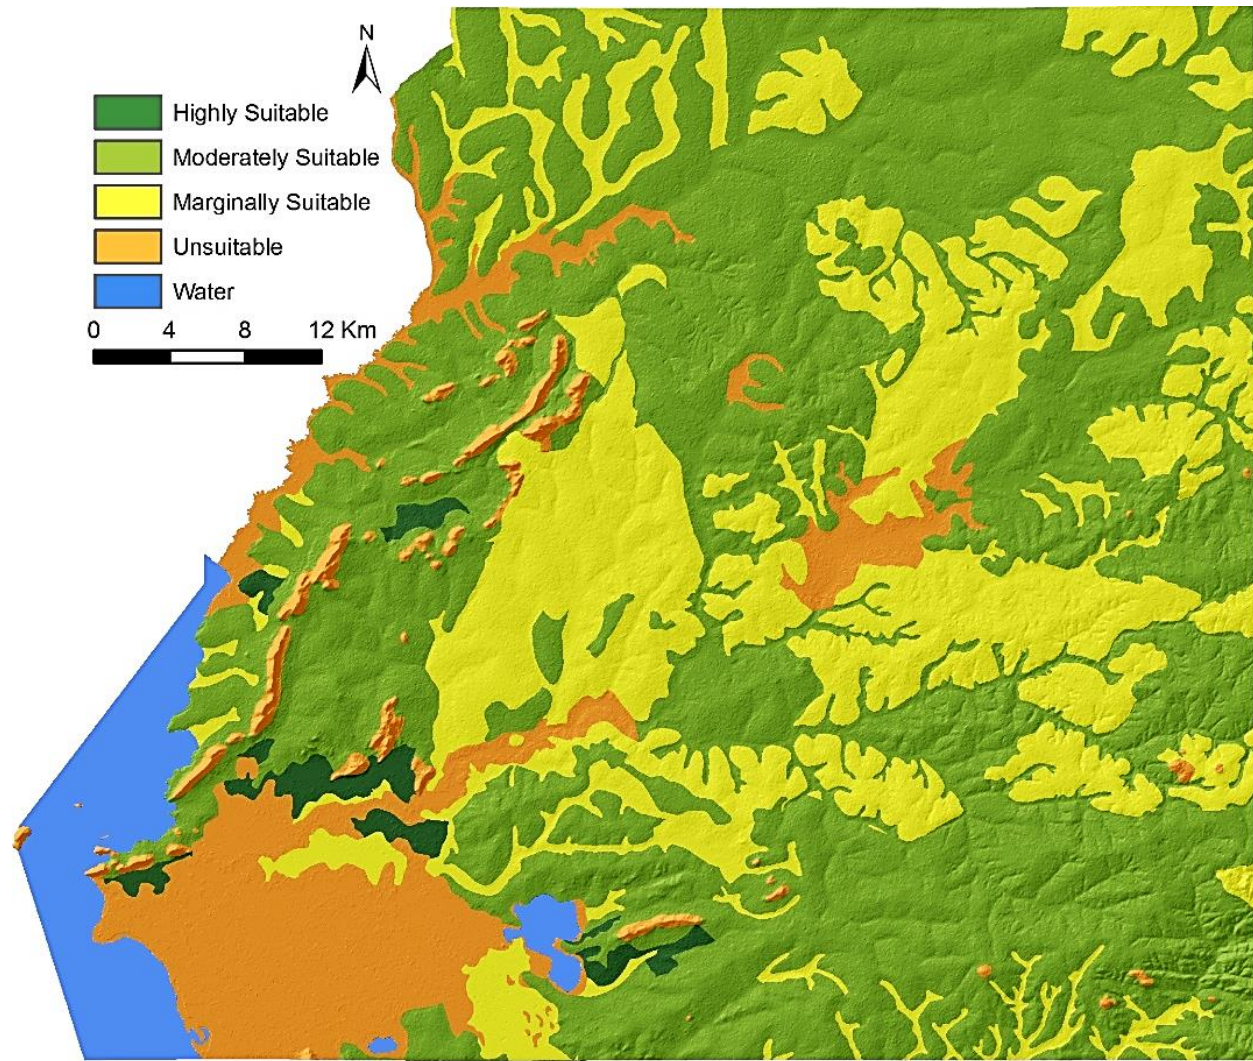 N
Highly Suitable
Moderately Suitable
Marginally Suitable
Unsuitable
Water
0 4 8 12 Km